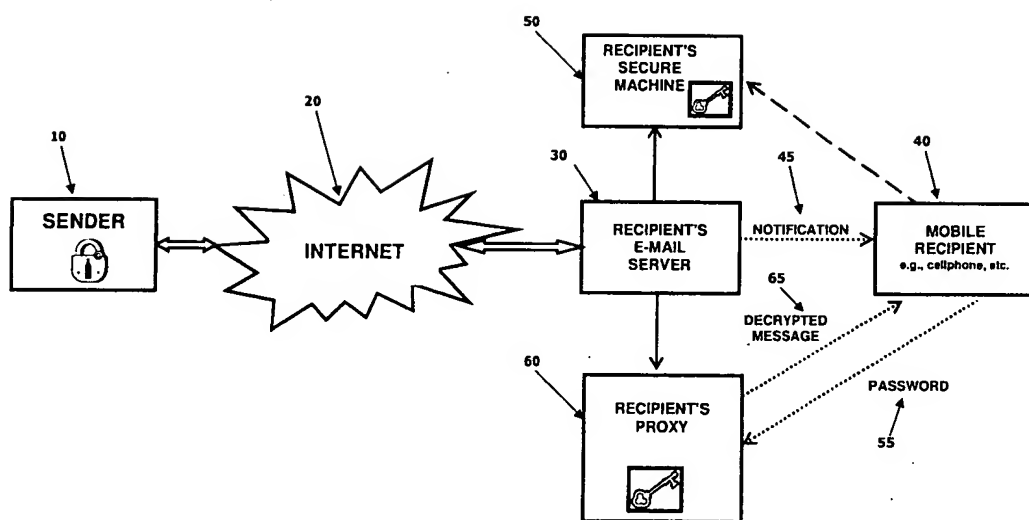 50
RECIPIENT'S
SECURE
MACHINE
20
10
30
45
40
SENDER
INTERNET
RECIPIENT'S
E-MAIL
SERVER
NOTIFICATION
MOBILE
RECIPIENT
e.g., cellphone, etc.
65
DECRYPTED
MESSAGE
60
RECIPIENT'S
PROXY
PASSWORD
55